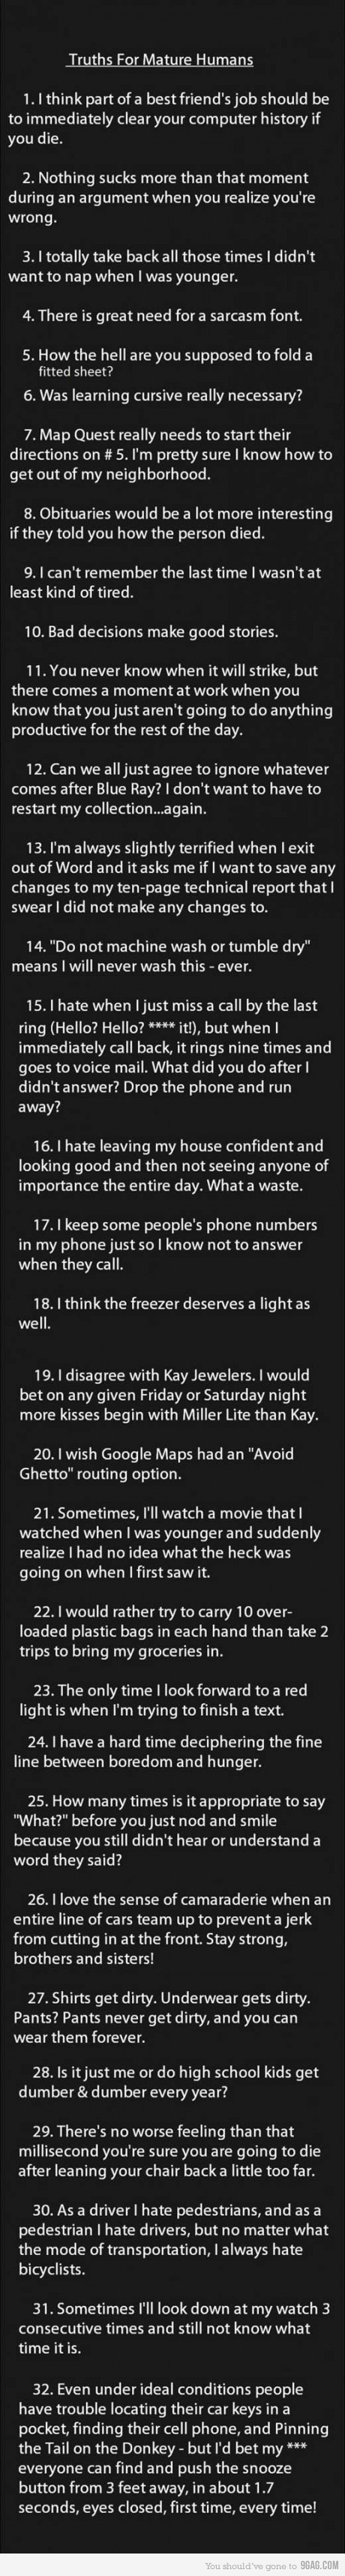 Truths For Mature Humans
1. I think part of a best friend's job should be
to immediately clear your computer history if
you die.
2. Nothing sucks more than that moment
during an argument when you realize you're
wrong.
3. I totally take back all those times I didn't
want to nap when I was younger.
4. There is great need for a sarcasm font.
5. How the hell are you supposed to fold a
fitted sheet?
6. Was learning cursive really necessary?
7. Map Quest really needs to start their
directions on # 5. I'm pretty sure I know how to
get out of my neighborhood.
8. Obituaries would be a lot more interesting
if they told you how the person died.
9. I can't remember the last time I wasn't at
least kind of tired.
10. Bad decisions make good stories.
11. You never know when it will strike, but
there comes a moment at work when you
know that you just aren't going to do anything
productive for the rest of the day.
12. Can we all just agree to ignore whatever
comes after Blue Ray? I don't want to have to
restart my collection...again.
13. I'm always slightly terrified when I exit
out of Word and it asks me if I want to save any
changes to my ten-page technical report that I
swear I did not make any changes to.
14. "Do not machine wash or tumble dry"
means I will never wash this - ever.
15. I hate when I just miss a call by the last
ring (Hello? Hello? **** it!), but when I
immediately call back, it rings nine times and
goes to voice mail. What did you do after I
didn't answer? Drop the phone and run
away?
16. I hate leaving my house confident and
looking good and then not seeing anyone of
importance the entire day. What a waste.
17. I keep some people's phone numbers
in my phone just so I know not to answer
when they call.
18. I think the freezer deserves a light as
well.
19. I disagree with Kay Jewelers. I would
bet on any given Friday or Saturday night
more kisses begin with Miller Lite than Kay.
20. I wish Google Maps had an "Avoid
Ghetto" routing option.
21. Sometimes, I'll watch a movie that I
watched when I was younger and suddenly
realize I had no idea what the heck was
going on when I first saw it.
22. I would rather try to carry 10 over-
loaded plastic bags in each hand than take 2
trips to bring my groceries in.
23. The only time I look forward to a red
light is when I'm trying to finish a text.
24. I have a hard time deciphering the fine
line between boredom and hunger.
25. How many times is it appropriate to say
"What?" before you just nod and smile
because you still didn't hear or understand a
word they said?
26. I love the sense of camaraderie when an
entire line of cars team up to prevent a jerk
from cutting in at the front. Stay strong,
brothers and sisters!
27. Shirts get dirty. Underwear gets dirty.
Pants? Pants never get dirty, and you can
wear them forever.
28. Is it just me or do high school kids get
dumber & dumber every year?
29. There's no worse feeling than that
millisecond you're sure you are going to die
after leaning your chair back a little too far.
30. As a driver I hate pedestrians, and as a
pedestrian I hate drivers, but no matter what
the mode of transportation, I always hate
bicyclists.
31. Sometimes I'll look down at my watch 3
consecutive times and still not know what
time it is.
32. Even under ideal conditions people
have trouble locating their car keys in a
pocket, finding their cell phone, and Pinning
the Tail on the Donkey - but I'd bet my ***
everyone can find and push the snooze
button from 3 feet away, in about 1.7
seconds, eyes closed, first time, every time!
You should've gone to 9GAG.COM